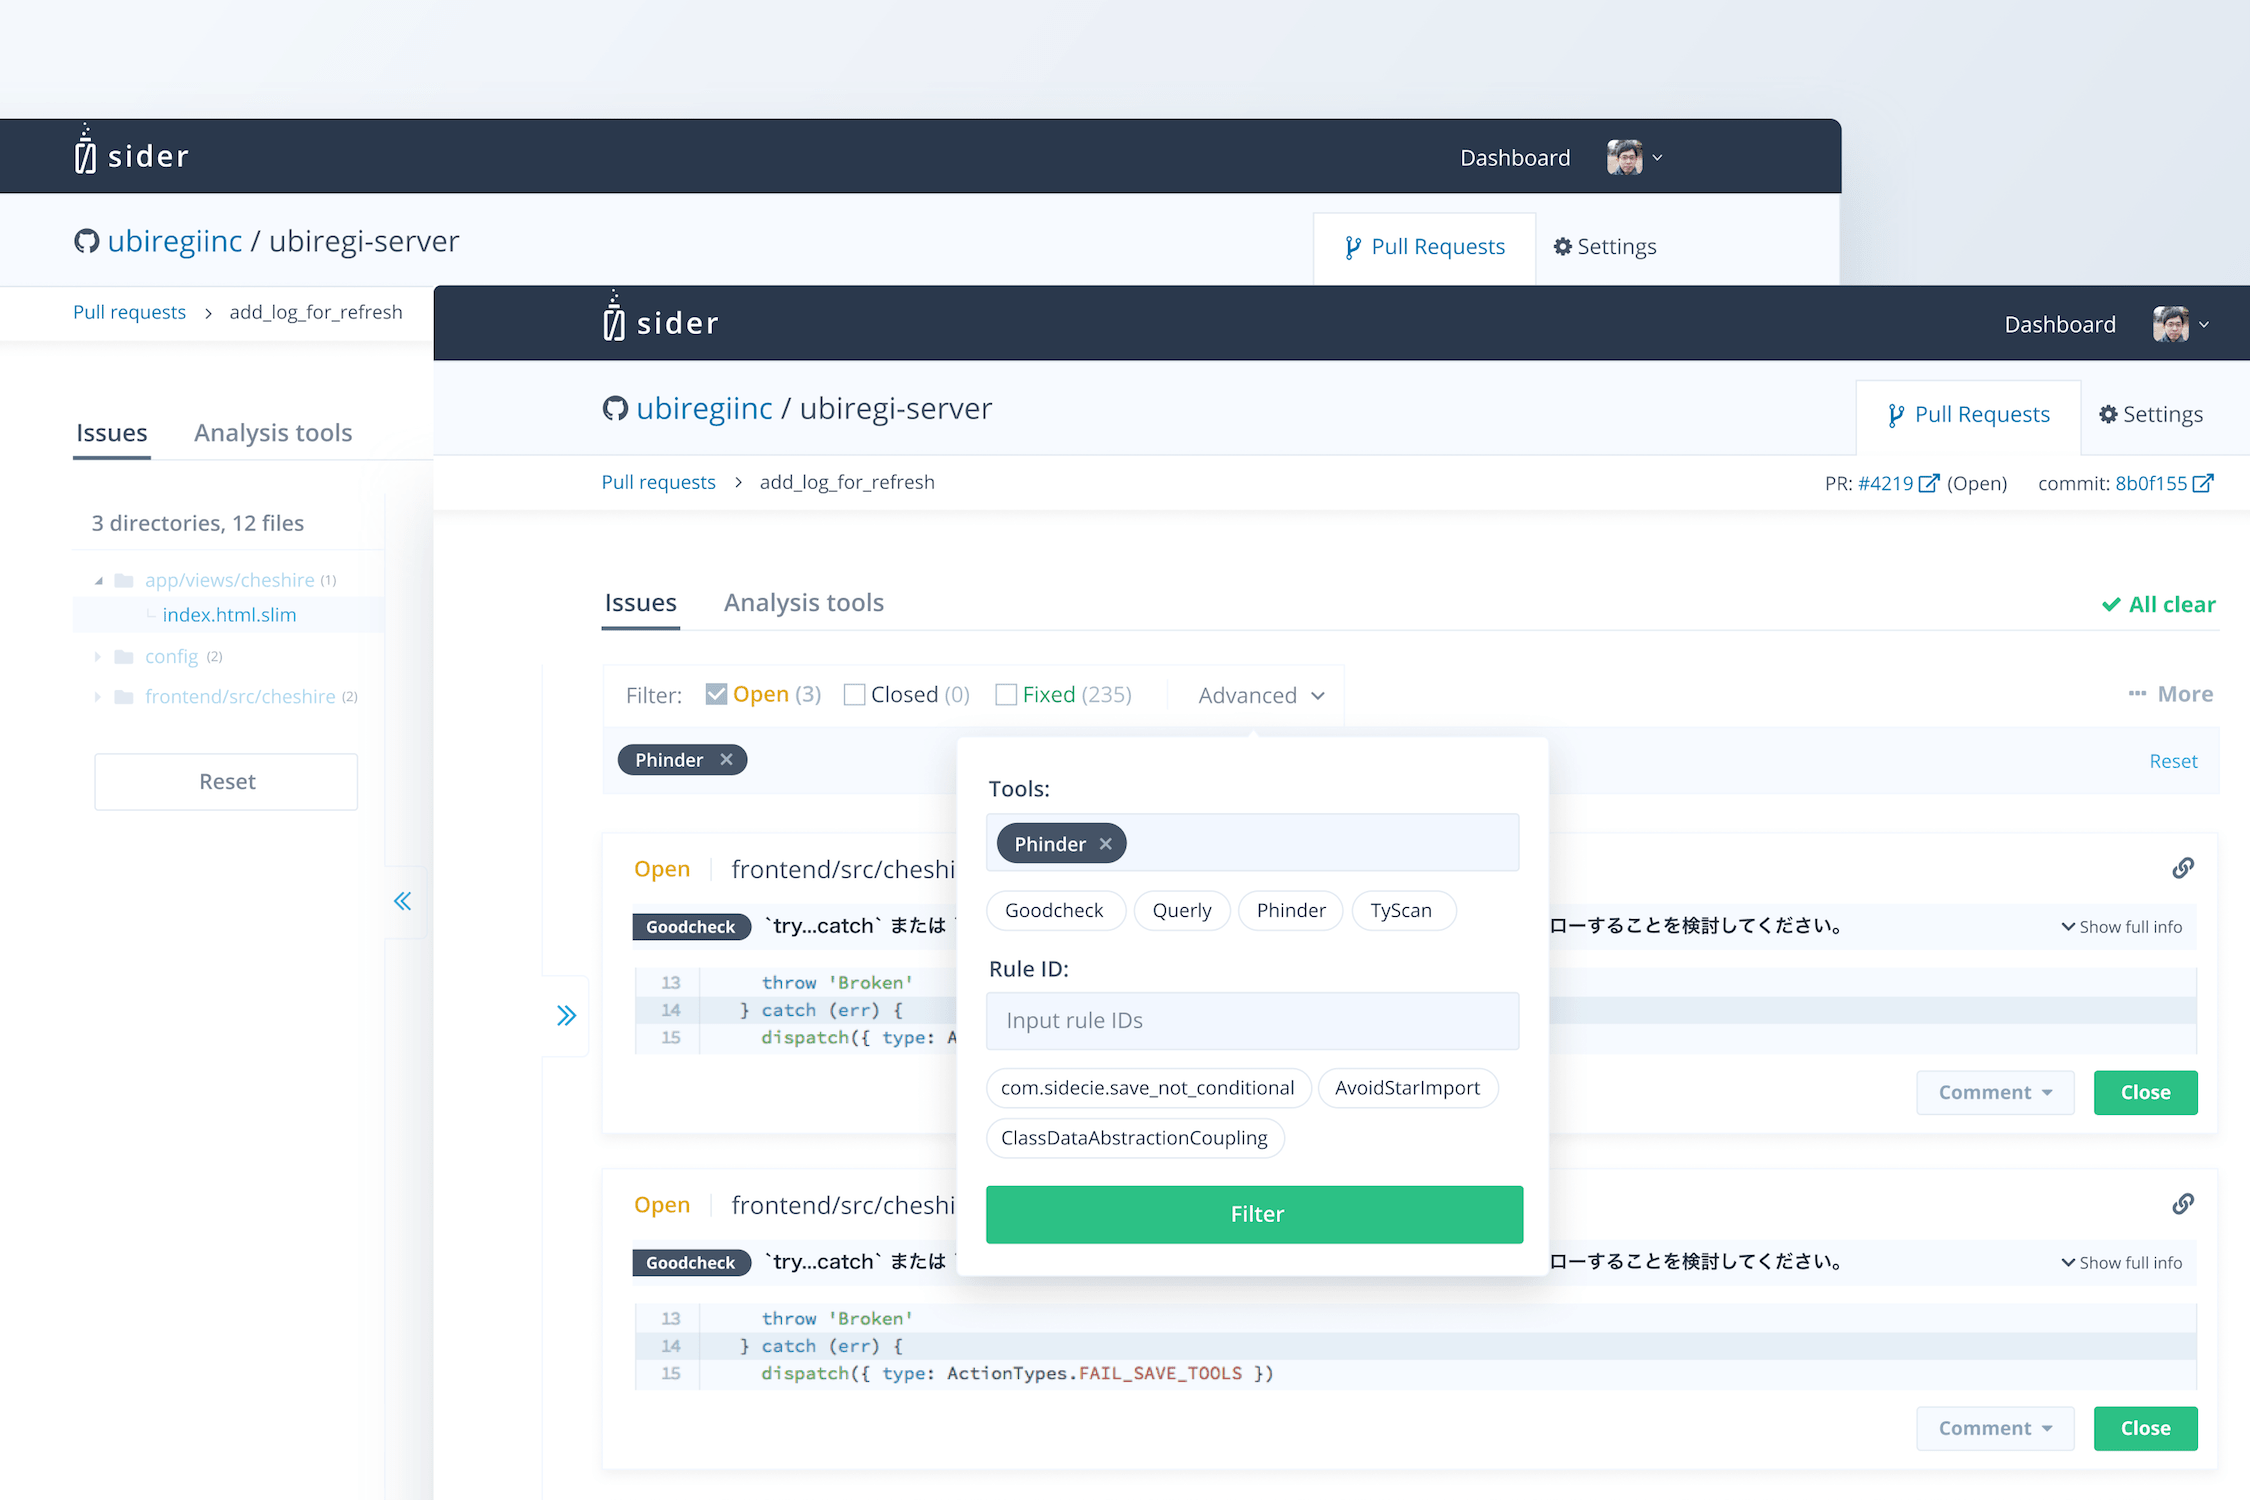 sider
Dashboard
ubiregiinc / ubiregi-server
Pull Requests
Settings
Pull requests › add_log_for_refresh
Issues
Analysis tools
3 directories, 12 files
app/views/cheshire (1)
index.html.slim
config (2)
frontend/src/cheshire (2)
Reset
sider
Dashboard
ubiregiinc / ubiregi-server
Pull Requests
Settings
Pull requests › add_log_for_refresh
PR: #4219 (Open)
commit: 8b0f155
Issues
Analysis tools
All clear
Filter: Open (3) Closed (0) Fixed (235) Advanced
More
Phinder
Reset
Tools:
Phinder
Goodcheck Querly Phinder TyScan
Rule ID:
Input rule IDs
com.sidecie.save_not_conditional AvoidStarImport
ClassDataAbstractionCoupling
Filter
Open frontend/src/cheshi
Goodcheck `try...catch` または ローすることを検討してください。 Show full info
13 throw 'Broken'
14 } catch (err) {
15 dispatch({ type: A
Comment Close
Open frontend/src/cheshi
Goodcheck `try...catch` または ローすることを検討してください。 Show full info
13 throw 'Broken'
14 } catch (err) {
15 dispatch({ type: ActionTypes.FAIL_SAVE_TOOLS })
Comment Close